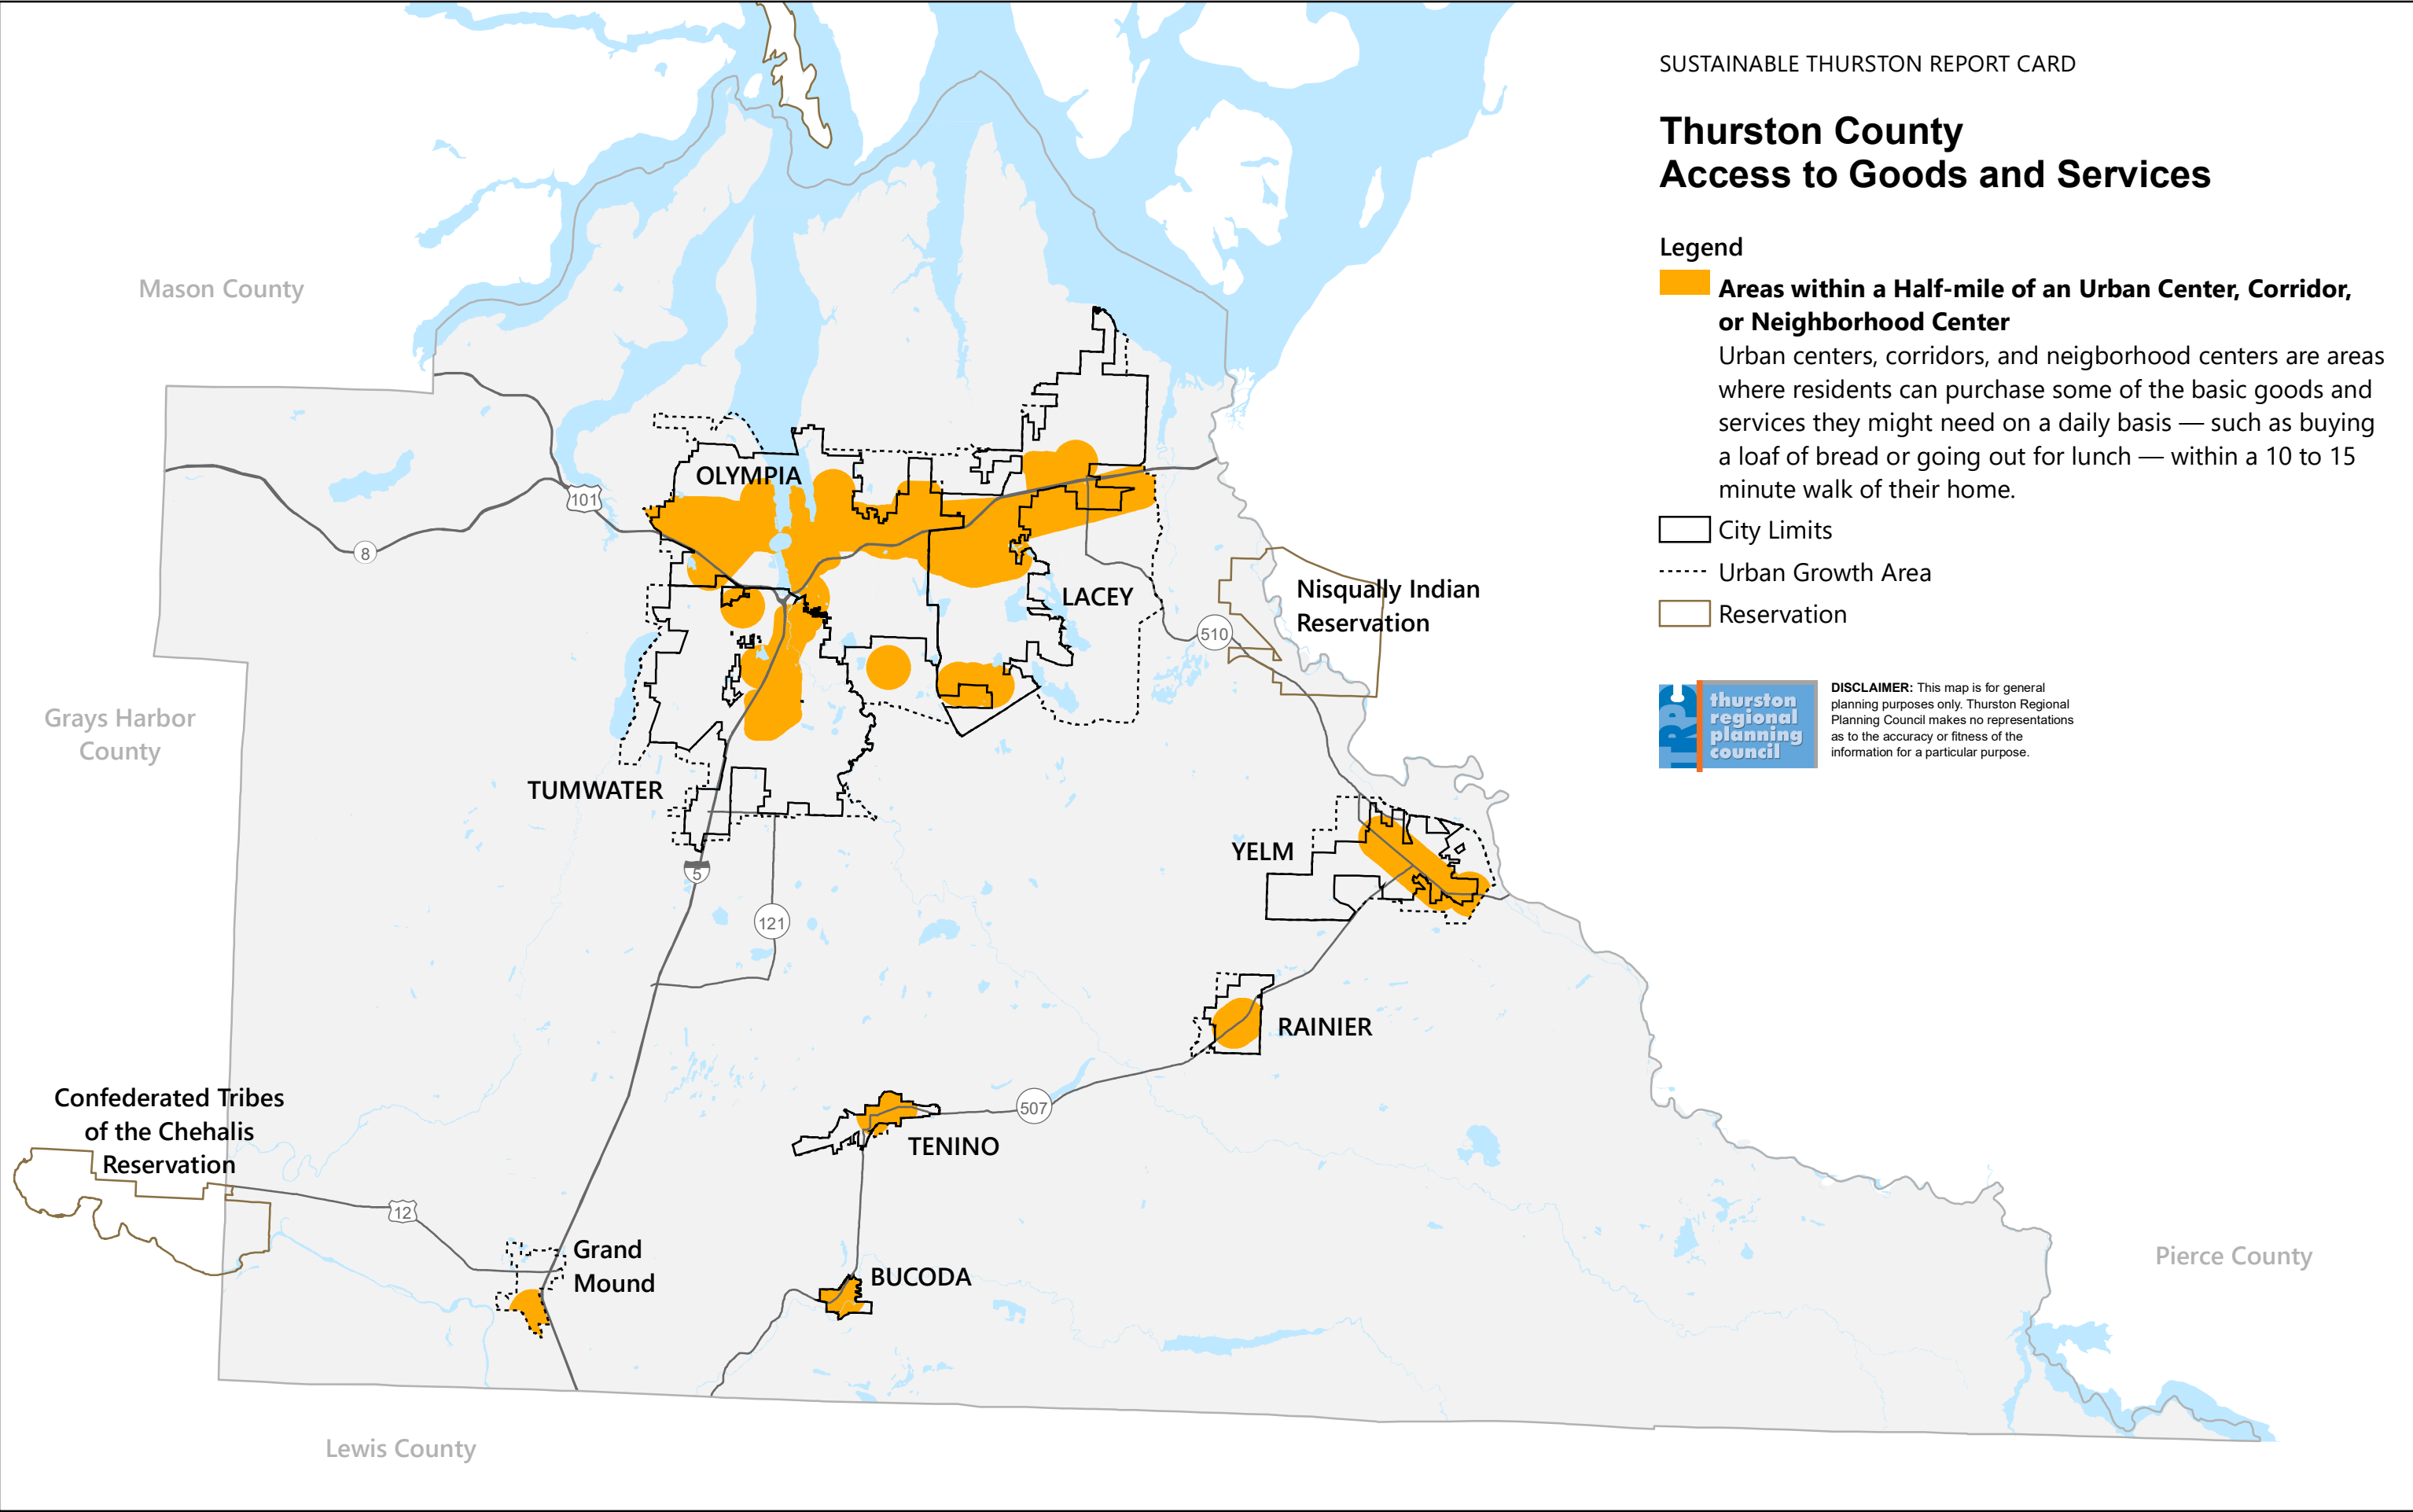 SUSTAINABLE THURSTON REPORT CARD
Thurston County
Access to Goods and Services
Legend
Areas within a Half-mile of an Urban Center, Corridor,
or Neighborhood Center
Urban centers, corridors, and neigborhood centers are areas
where residents can purchase some of the basic goods and
services they might need on a daily basis — such as buying
a loaf of bread or going out for lunch — within a 10 to 15
minute walk of their home.
City Limits
Urban Growth Area
Reservation
TRPC
thurston
regional
planning
council
DISCLAIMER: This map is for general
planning purposes only. Thurston Regional
Planning Council makes no representations
as to the accuracy or fitness of the
information for a particular purpose.
Mason County
OLYMPIA
101
8
LACEY
Nisqually Indian
Reservation
510
Grays Harbor
County
TUMWATER
YELM
5
121
RAINIER
Confederated Tribes
of the Chehalis
Reservation
507
TENINO
12
Grand
Mound
BUCODA
Pierce County
Lewis County